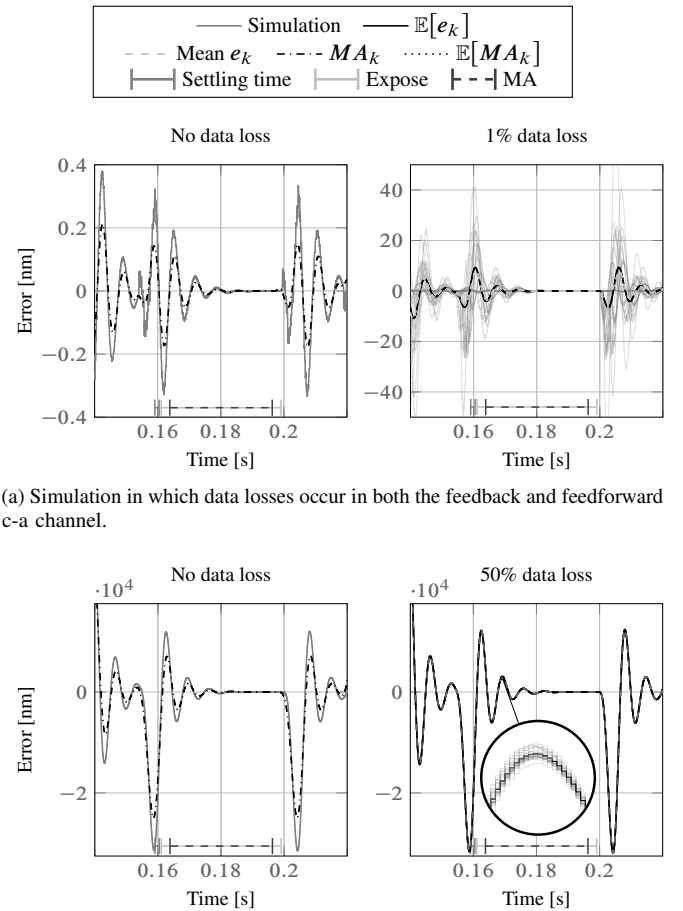 Simulation 𝔼[e_k]
Mean e_k MA_k 𝔼[MA_k]
Settling time Expose MA
No data loss
1% data loss
Error [nm]
0.4
0.2
0
−0.2
−0.4
0.16 0.18 0.2
Time [s]
40
20
0
−20
−40
0.16 0.18 0.2
Time [s]
(a) Simulation in which data losses occur in both the feedback and feedforward
c-a channel.
No data loss
50% data loss
Error [nm]
·10⁴
0
−2
0.16 0.18 0.2
Time [s]
·10⁴
0
−2
0.16 0.18 0.2
Time [s]